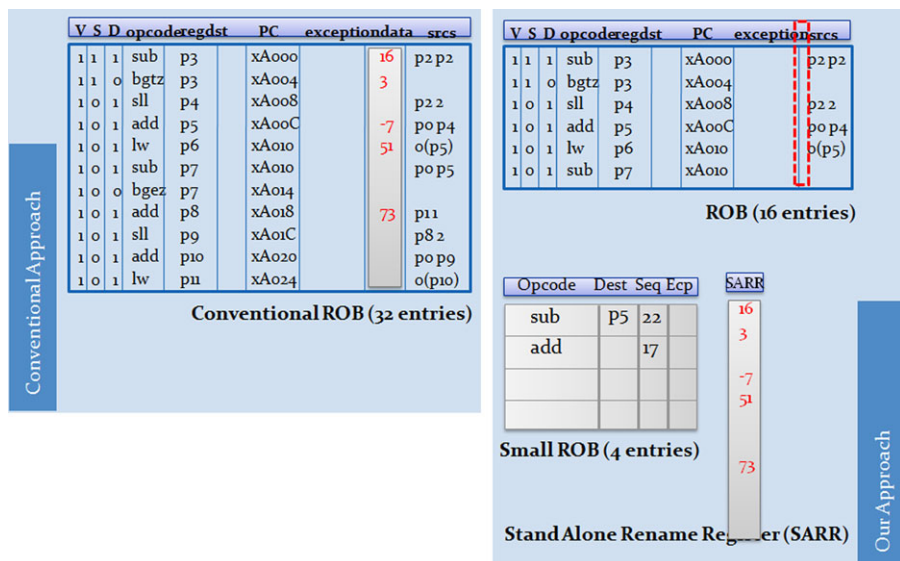 V S D opcode regdst PC exception data srcs
1 1 1 sub p3 xA000 16 p2 p2
1 1 0 bgtz p3 xA004 3
1 0 1 sll p4 xA008 p2 2
1 0 1 add p5 xA00C -7 p0 p4
1 0 1 lw p6 xA010 51 0(p5)
1 0 1 sub p7 xA010 p0 p5
1 0 0 bgez p7 xA014
1 0 1 add p8 xA018 73 p11
1 0 1 sll p9 xA01C p8 2
1 0 1 add p10 xA020 p0 p9
1 0 1 lw p11 xA024 0(p10)
Conventional ROB (32 entries)
Conventional Approach
V S D opcode regdst PC exception srcs
1 1 1 sub p3 xA000 p2 p2
1 1 0 bgtz p3 xA004
1 0 1 sll p4 xA008 p2 2
1 0 1 add p5 xA00C p0 p4
1 0 1 lw p6 xA010 0(p5)
1 0 1 sub p7 xA010
ROB (16 entries)
Opcode Dest Seq Ecp
sub P5 22
add 17
Small ROB (4 entries)
SARR
16
3
-7
51
73
Stand Alone Rename Register (SARR)
Our Approach